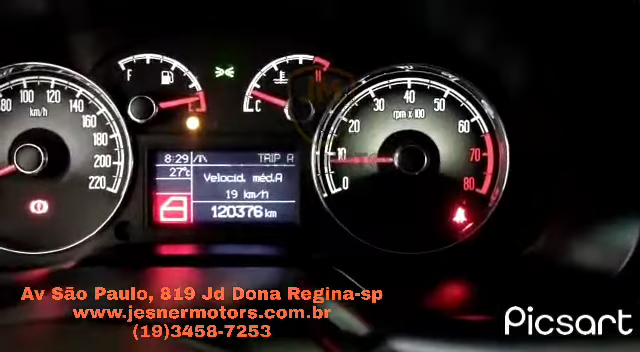 F E
C H
80 100 120 140 160 180 200 220
km/h
0 10 20 30 40 50 60 70 80
rpm x 100
8:29 TRIP A
27°c
Velocid. méd.A
19 km/h
120376 km
Av São Paulo, 819 Jd Dona Regina-sp
www.jesnermotors.com.br
(19)3458-7253
Picsart